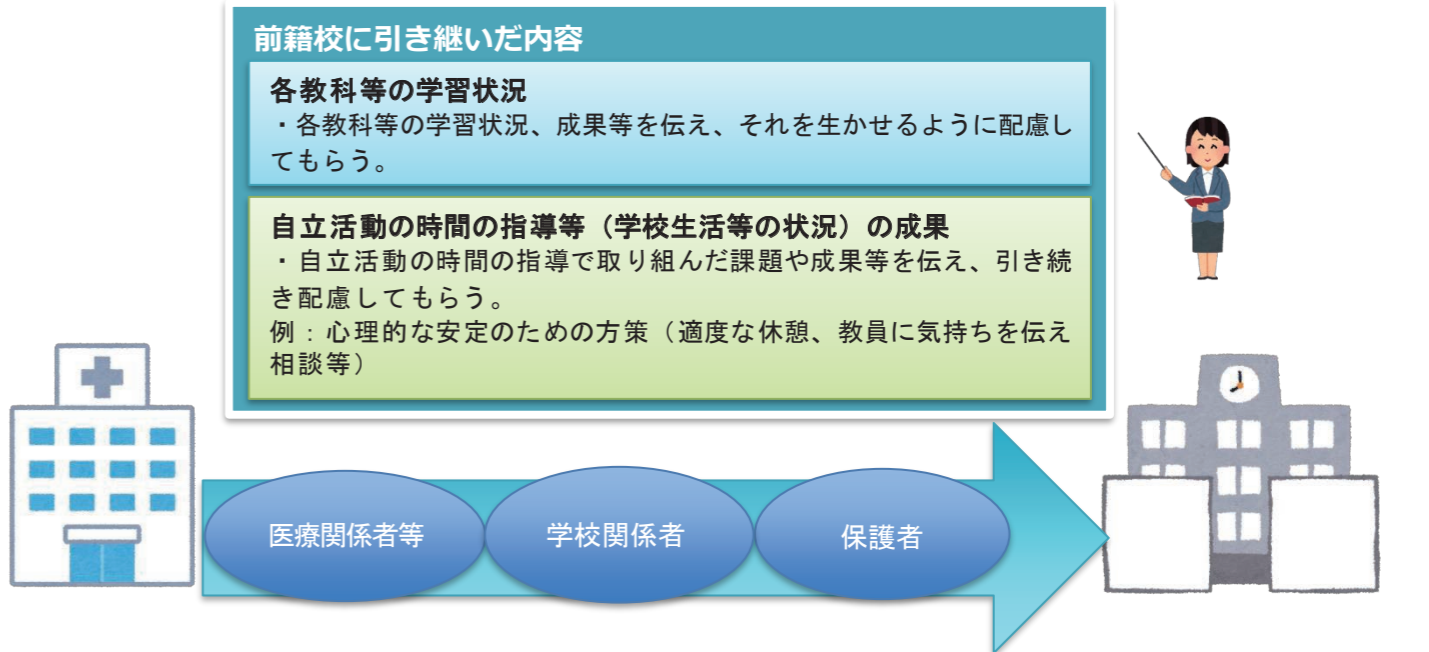 前籍校に引き継いだ内容
各教科等の学習状況
・各教科等の学習状況、成果等を伝え、それを生かせるように配慮し
てもらう。
自立活動の時間の指導等（学校生活等の状況）の成果
・自立活動の時間の指導で取り組んだ課題や成果等を伝え、引き続
き配慮してもらう。
例：心理的な安定のための方策（適度な休憩、教員に気持ちを伝え
相談等）
医療関係者等
学校関係者
保護者